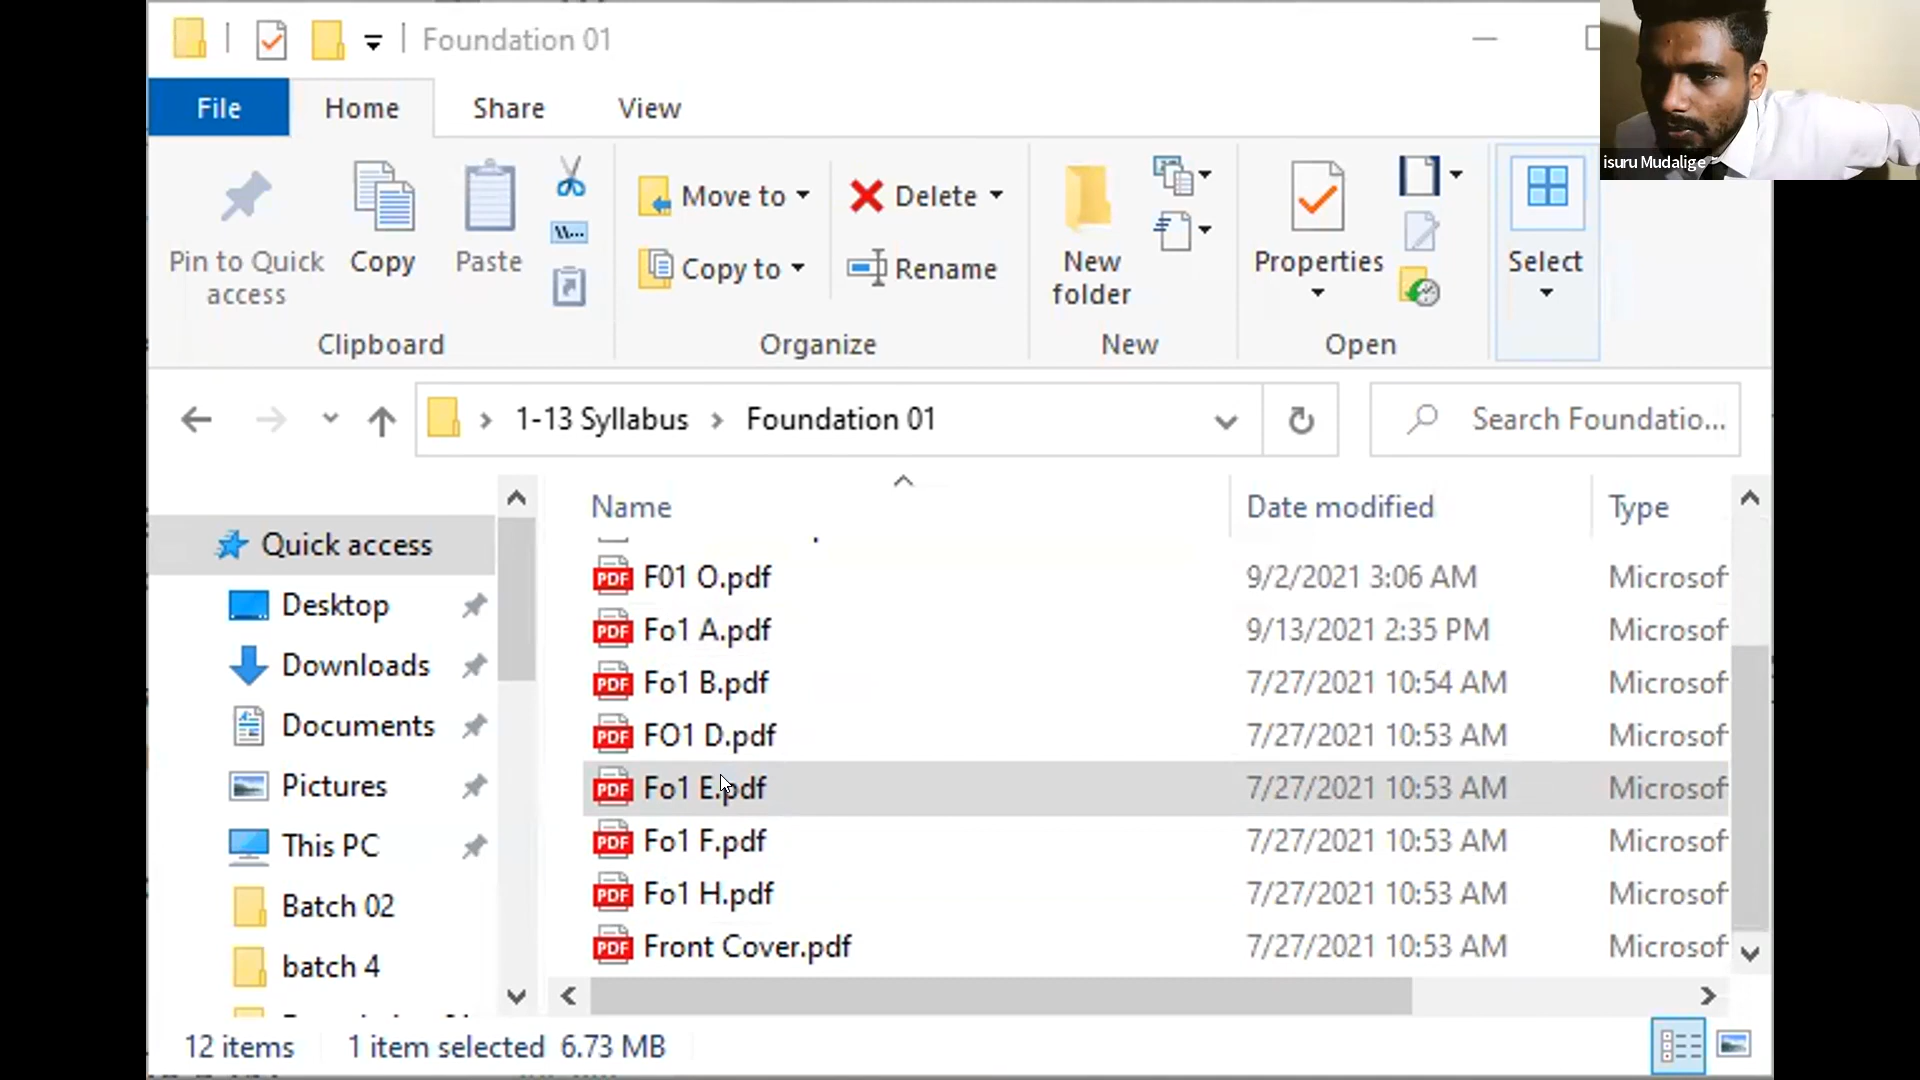 Foundation 01
File Home Share View
Pin to Quick access
Copy
Paste
Move to
Copy to
Delete
Rename
New folder
Properties
Select
Clipboard Organize New Open
1-13 Syllabus Foundation 01
Search Foundatio...
Name Date modified Type
Quick access
Desktop
Downloads
Documents
Pictures
This PC
Batch 02
batch 4
F01 O.pdf 9/2/2021 3:06 AM Microsof
Fo1 A.pdf 9/13/2021 2:35 PM Microsof
Fo1 B.pdf 7/27/2021 10:54 AM Microsof
FO1 D.pdf 7/27/2021 10:53 AM Microsof
Fo1 E.pdf 7/27/2021 10:53 AM Microsof
Fo1 F.pdf 7/27/2021 10:53 AM Microsof
Fo1 H.pdf 7/27/2021 10:53 AM Microsof
Front Cover.pdf 7/27/2021 10:53 AM Microsof
12 items 1 item selected 6.73 MB
isuru Mudalige